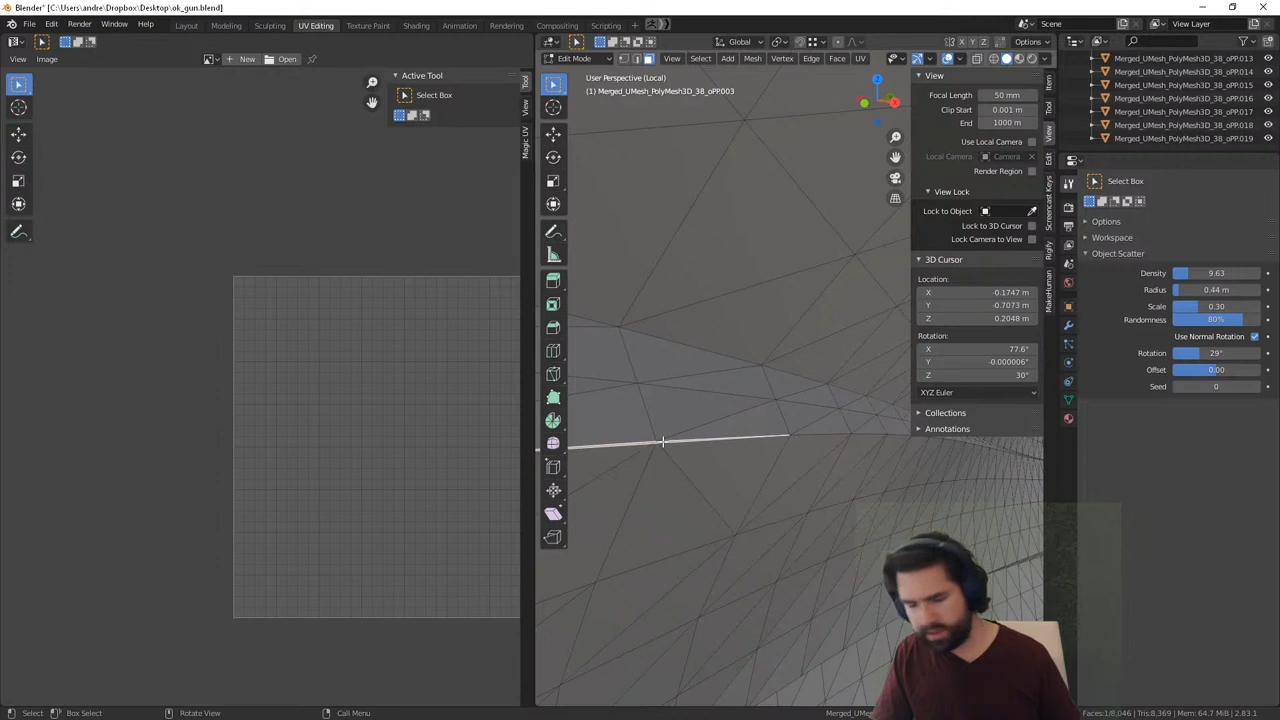 Blender* [C:\Users\andre\Dropbox\Desktop\ok_gun.blend]
File Edit Render Window Help
Layout Modeling Sculpting UV Editing Texture Paint Shading Animation Rendering Compositing Scripting
Scene
View Layer
Global
Options
View Image
New
Open
Edit Mode
View Select Add Mesh Vertex Edge Face UV
Active Tool
Select Box
Tool
View
Magic UV
User Perspective (Local)
(1) Merged_UMesh_PolyMesh3D_38_oPP.003
Z
X
View
Focal Length 50 mm
Clip Start 0.001 m
End 1000 m
Use Local Camera
Local Camera Camera
Render Region
View Lock
Lock to Object
Lock to 3D Cursor
Lock Camera to View
3D Cursor
Location:
X -0.1747 m
Y -0.7073 m
Z 0.2048 m
Rotation:
X 77.6°
Y -0.000006°
Z 30°
XYZ Euler
Collections
Annotations
Item
Tool
View
Edit
Screencast Keys
Rigify
MakeHuman
Merged_UMesh_PolyMesh3D_38_oPP.013
Merged_UMesh_PolyMesh3D_38_oPP.014
Merged_UMesh_PolyMesh3D_38_oPP.015
Merged_UMesh_PolyMesh3D_38_oPP.016
Merged_UMesh_PolyMesh3D_38_oPP.017
Merged_UMesh_PolyMesh3D_38_oPP.018
Merged_UMesh_PolyMesh3D_38_oPP.019
Select Box
Options
Workspace
Object Scatter
Density 9.63
Radius 0.44 m
Scale 0.30
Randomness 80%
Use Normal Rotation
Rotation 29°
Offset 0.00
Seed 0
Select
Box Select
Rotate View
Call Menu
Faces:1/8,046 | Tris:8,369 | Mem: 64.7 MiB | 2.83.1